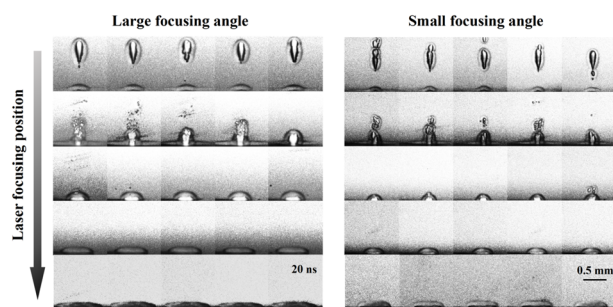 Large focusing angle
Small focusing angle
Laser focusing position
20 ns
0.5 mm